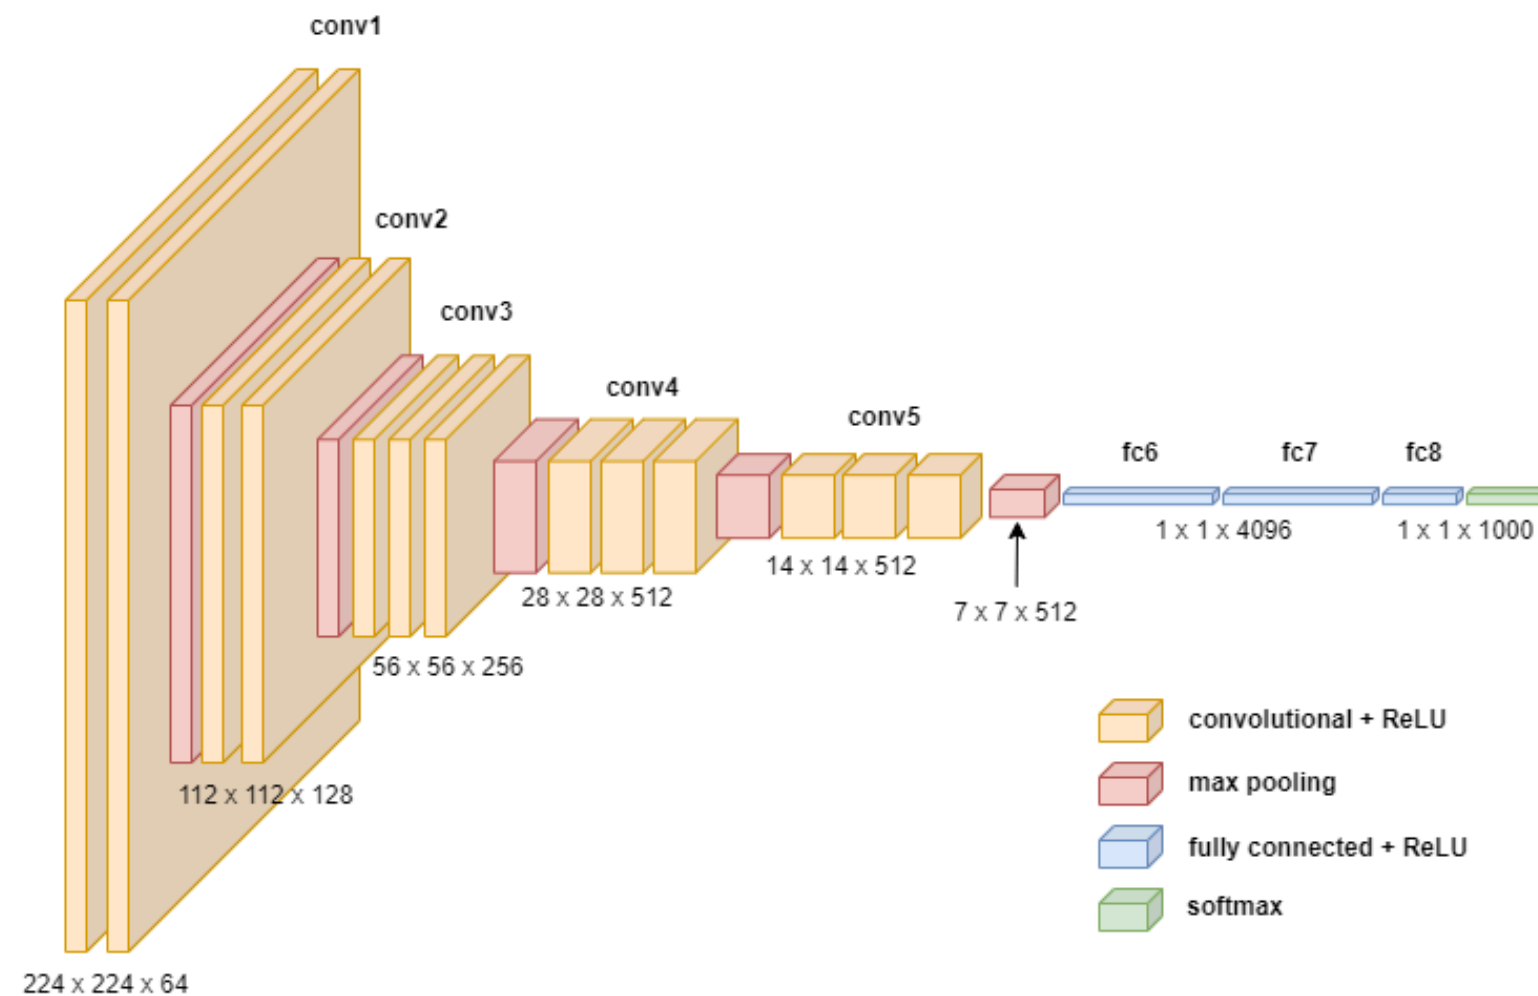 conv1
conv2
conv3
conv4
conv5
fc6
fc7
fc8
1 x 1 x 4096
1 x 1 x 1000
14 x 14 x 512
28 x 28 x 512
7 x 7 x 512
56 x 56 x 256
112 x 112 x 128
224 x 224 x 64
convolutional + ReLU
max pooling
fully connected + ReLU
softmax